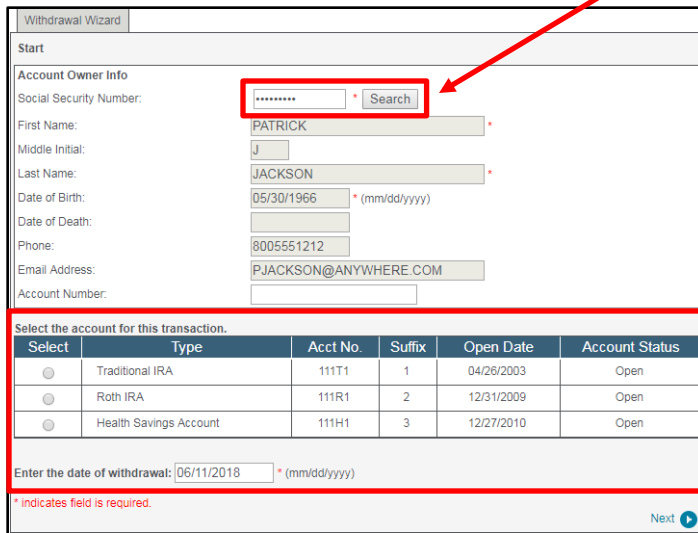 Withdrawal Wizard
Start
Account Owner Info
Social Security Number: ••••••••• * Search
First Name: PATRICK *
Middle Initial: J
Last Name: JACKSON *
Date of Birth: 05/30/1966 * (mm/dd/yyyy)
Date of Death:
Phone: 8005551212
Email Address: PJACKSON@ANYWHERE.COM
Account Number:
Select the account for this transaction.
Select Type Acct No. Suffix Open Date Account Status
Traditional IRA 111T1 1 04/26/2003 Open
Roth IRA 111R1 2 12/31/2009 Open
Health Savings Account 111H1 3 12/27/2010 Open
Enter the date of withdrawal: 06/11/2018 * (mm/dd/yyyy)
* indicates field is required.
Next